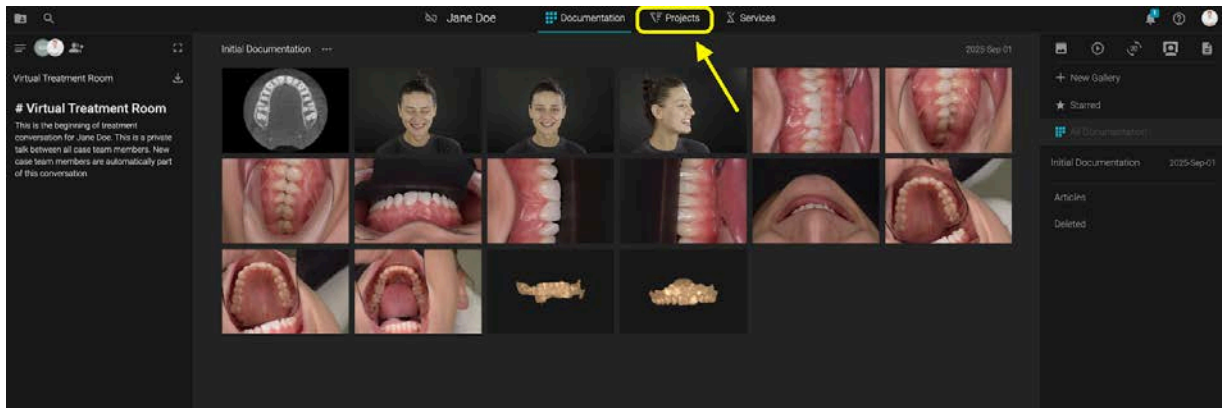 Jane Doe
Documentation
Projects
Services
Virtual Treatment Room
# Virtual Treatment Room
This is the beginning of treatment
conversation for Jane Doe. This is a private
talk between all case team members. New
case team members are automatically part
of this conversation
Initial Documentation ···
2025-Sep-01
+ New Gallery
Starred
All Documentation
Initial Documentation 2025-Sep-01
Articles
Deleted